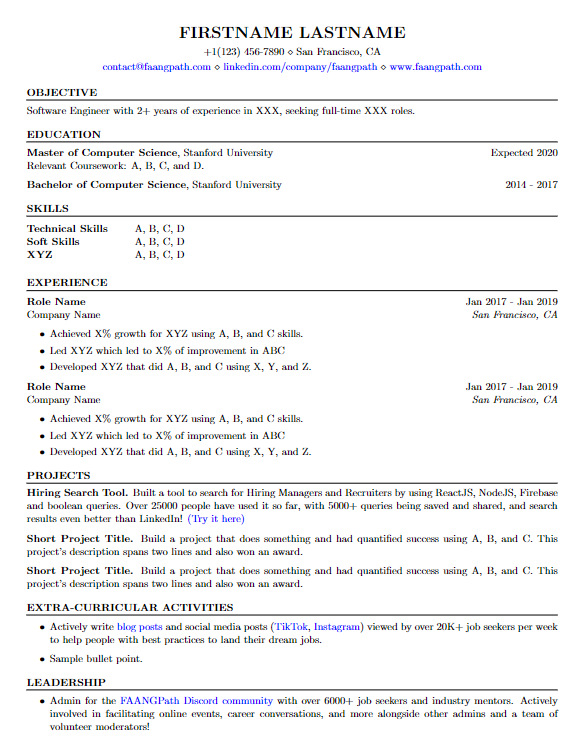 FIRSTNAME LASTNAME
+1(123) 456-7890 ⋄ San Francisco, CA
contact@faangpath.com ⋄ linkedin.com/company/faangpath ⋄ www.faangpath.com
OBJECTIVE
Software Engineer with 2+ years of experience in XXX, seeking full-time XXX roles.
EDUCATION
Master of Computer Science, Stanford University Expected 2020
Relevant Coursework: A, B, C, and D.
Bachelor of Computer Science, Stanford University 2014 - 2017
SKILLS
Technical Skills A, B, C, D
Soft Skills A, B, C, D
XYZ A, B, C, D
EXPERIENCE
Role Name Jan 2017 - Jan 2019
Company Name San Francisco, CA
• Achieved X% growth for XYZ using A, B, and C skills.
• Led XYZ which led to X% of improvement in ABC
• Developed XYZ that did A, B, and C using X, Y, and Z.
Role Name Jan 2017 - Jan 2019
Company Name San Francisco, CA
• Achieved X% growth for XYZ using A, B, and C skills.
• Led XYZ which led to X% of improvement in ABC
• Developed XYZ that did A, B, and C using X, Y, and Z.
PROJECTS
Hiring Search Tool. Built a tool to search for Hiring Managers and Recruiters by using ReactJS, NodeJS, Firebase
and boolean queries. Over 25000 people have used it so far, with 5000+ queries being saved and shared, and search
results even better than LinkedIn! (Try it here)
Short Project Title. Build a project that does something and had quantified success using A, B, and C. This
project's description spans two lines and also won an award.
Short Project Title. Build a project that does something and had quantified success using A, B, and C. This
project's description spans two lines and also won an award.
EXTRA-CURRICULAR ACTIVITIES
• Actively write blog posts and social media posts (TikTok, Instagram) viewed by over 20K+ job seekers per week
to help people with best practices to land their dream jobs.
• Sample bullet point.
LEADERSHIP
• Admin for the FAANGPath Discord community with over 6000+ job seekers and industry mentors. Actively
involved in facilitating online events, career conversations, and more alongside other admins and a team of
volunteer moderators!